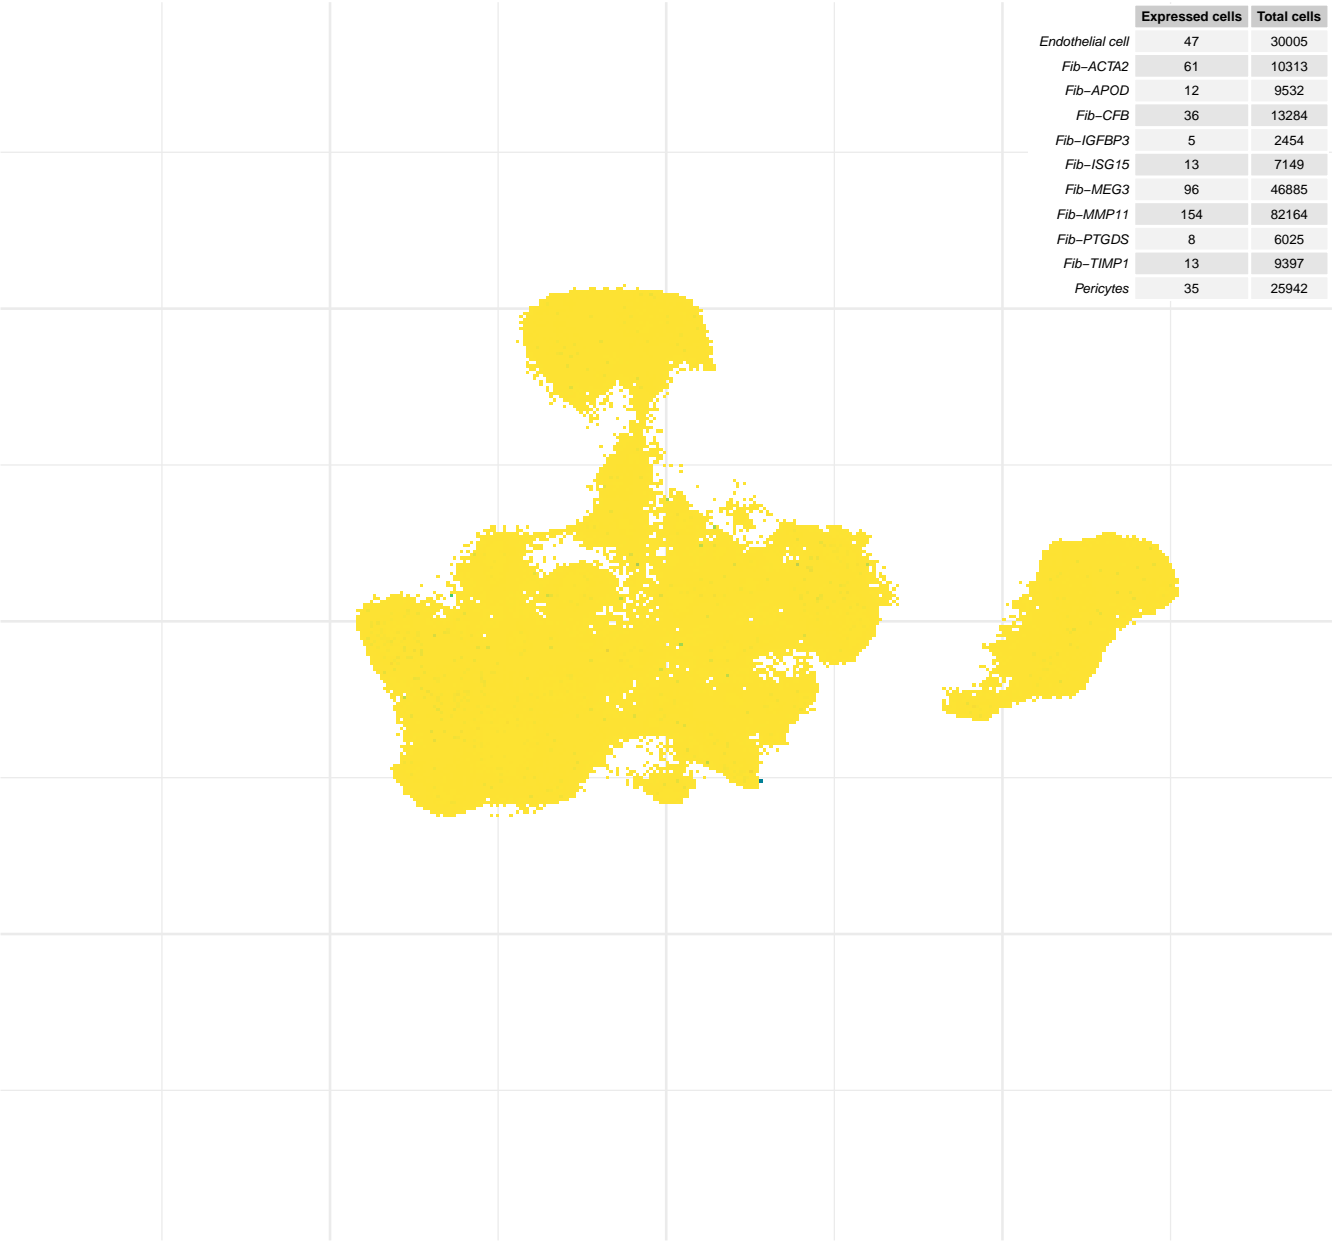 Expressed cells Total cells
Endothelial cell 47 30005
Fib−ACTA2 61 10313
Fib−APOD 12 9532
Fib−CFB 36 13284
Fib−IGFBP3 5 2454
Fib−ISG15 13 7149
Fib−MEG3 96 46885
Fib−MMP11 154 82164
Fib−PTGDS 8 6025
Fib−TIMP1 13 9397
Pericytes 35 25942